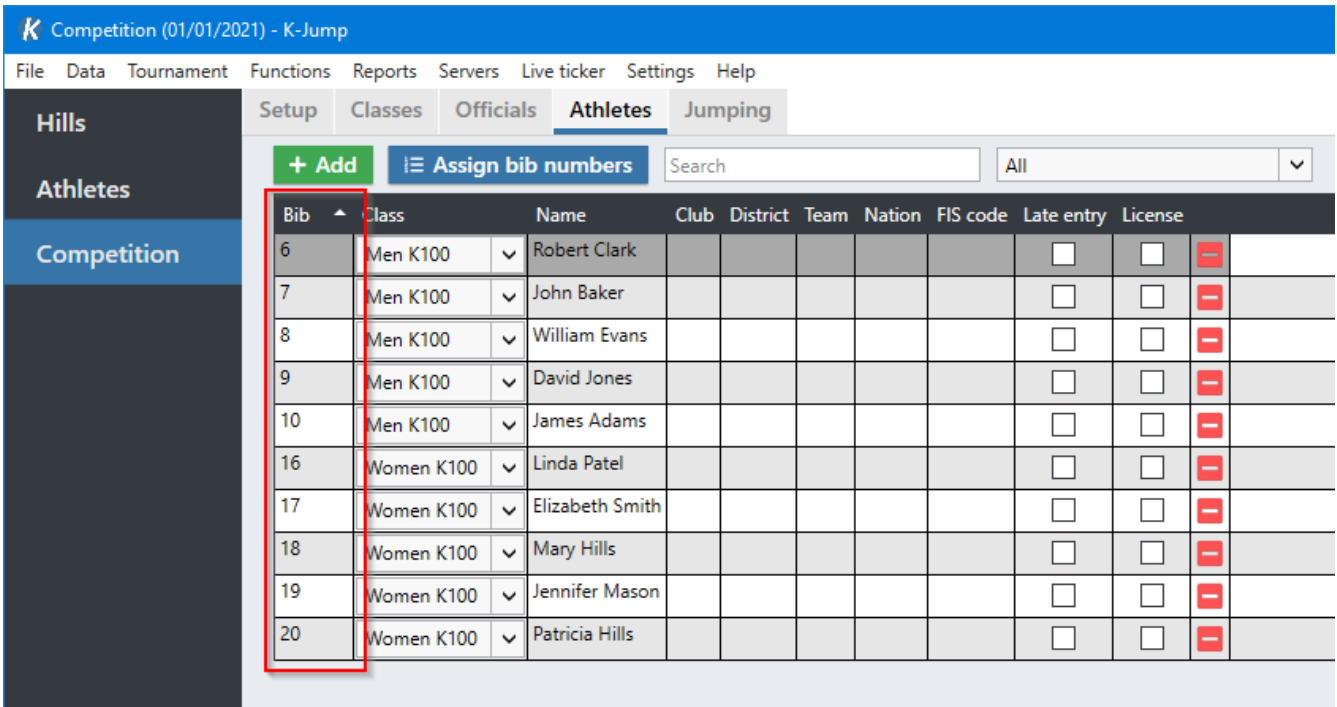 Competition (01/01/2021) - K-Jump
File Data Tournament Functions Reports Servers Live ticker Settings Help
Hills
Athletes
Competition
Setup Classes Officials Athletes Jumping
+ Add Assign bib numbers Search All
Bib Class Name Club District Team Nation FIS code Late entry License
6 Men K100 Robert Clark
7 Men K100 John Baker
8 Men K100 William Evans
9 Men K100 David Jones
10 Men K100 James Adams
16 Women K100 Linda Patel
17 Women K100 Elizabeth Smith
18 Women K100 Mary Hills
19 Women K100 Jennifer Mason
20 Women K100 Patricia Hills